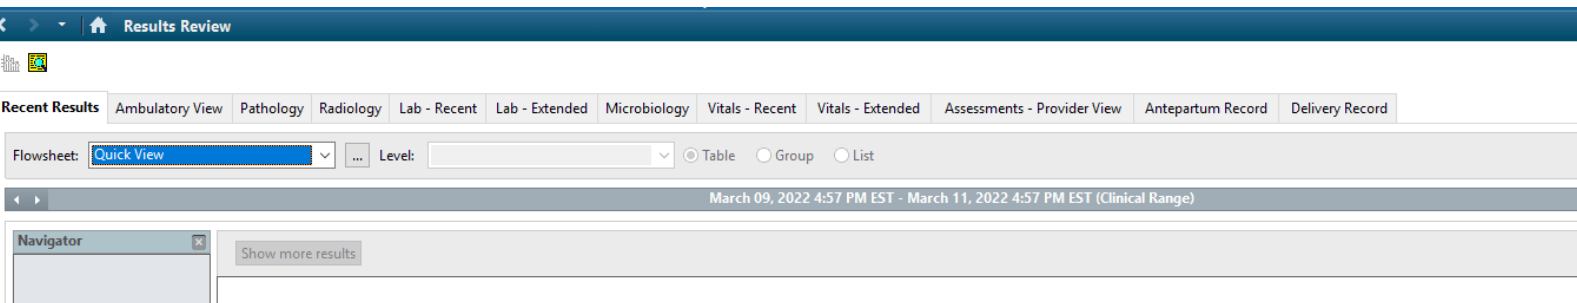 Results Review
Recent Results Ambulatory View Pathology Radiology Lab - Recent Lab - Extended Microbiology Vitals - Recent Vitals - Extended Assessments - Provider View Antepartum Record Delivery Record
Flowsheet: Quick View ... Level: Table Group List
March 09, 2022 4:57 PM EST - March 11, 2022 4:57 PM EST (Clinical Range)
Navigator
Show more results